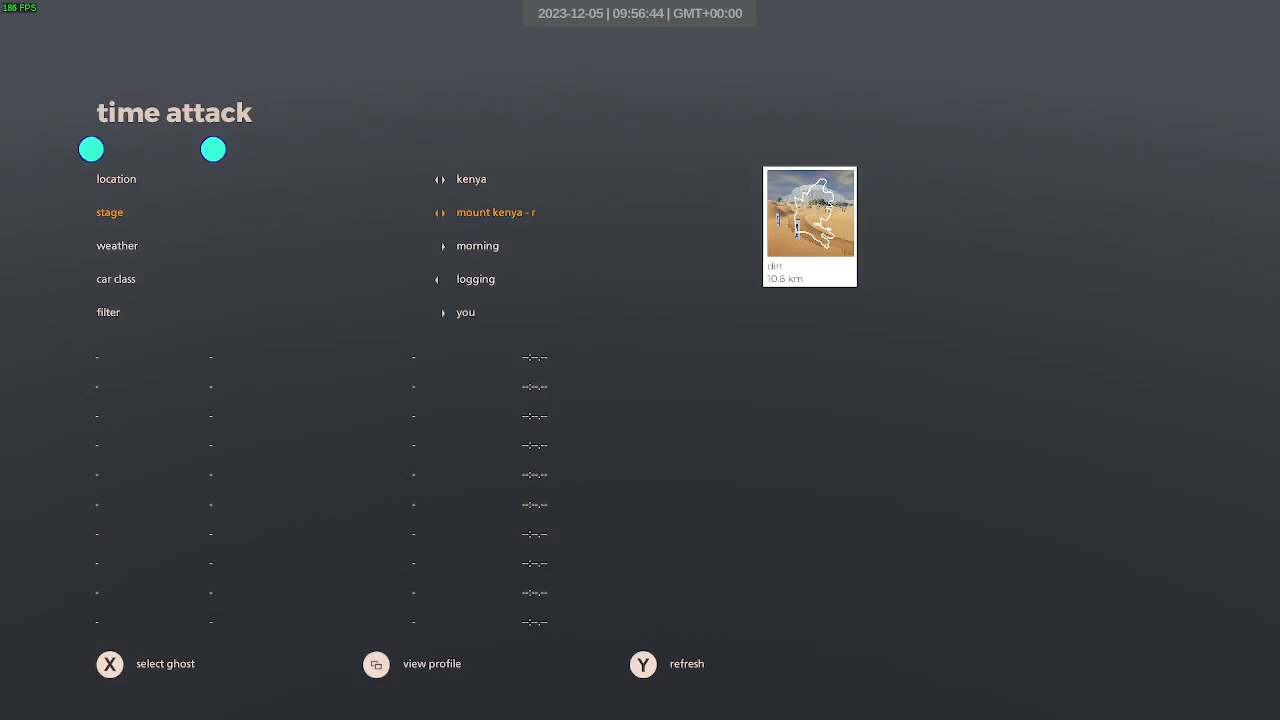 186 FPS
2023-12-05 | 09:56:44 | GMT+00:00
time attack
location kenya
stage mount kenya - r
weather morning
car class logging
filter you
dirt
10.8 km
- - - --:--.--
- - - --:--.--
- - - --:--.--
- - - --:--.--
- - - --:--.--
- - - --:--.--
- - - --:--.--
- - - --:--.--
- - - --:--.--
- - - --:--.--
X select ghost view profile Y refresh